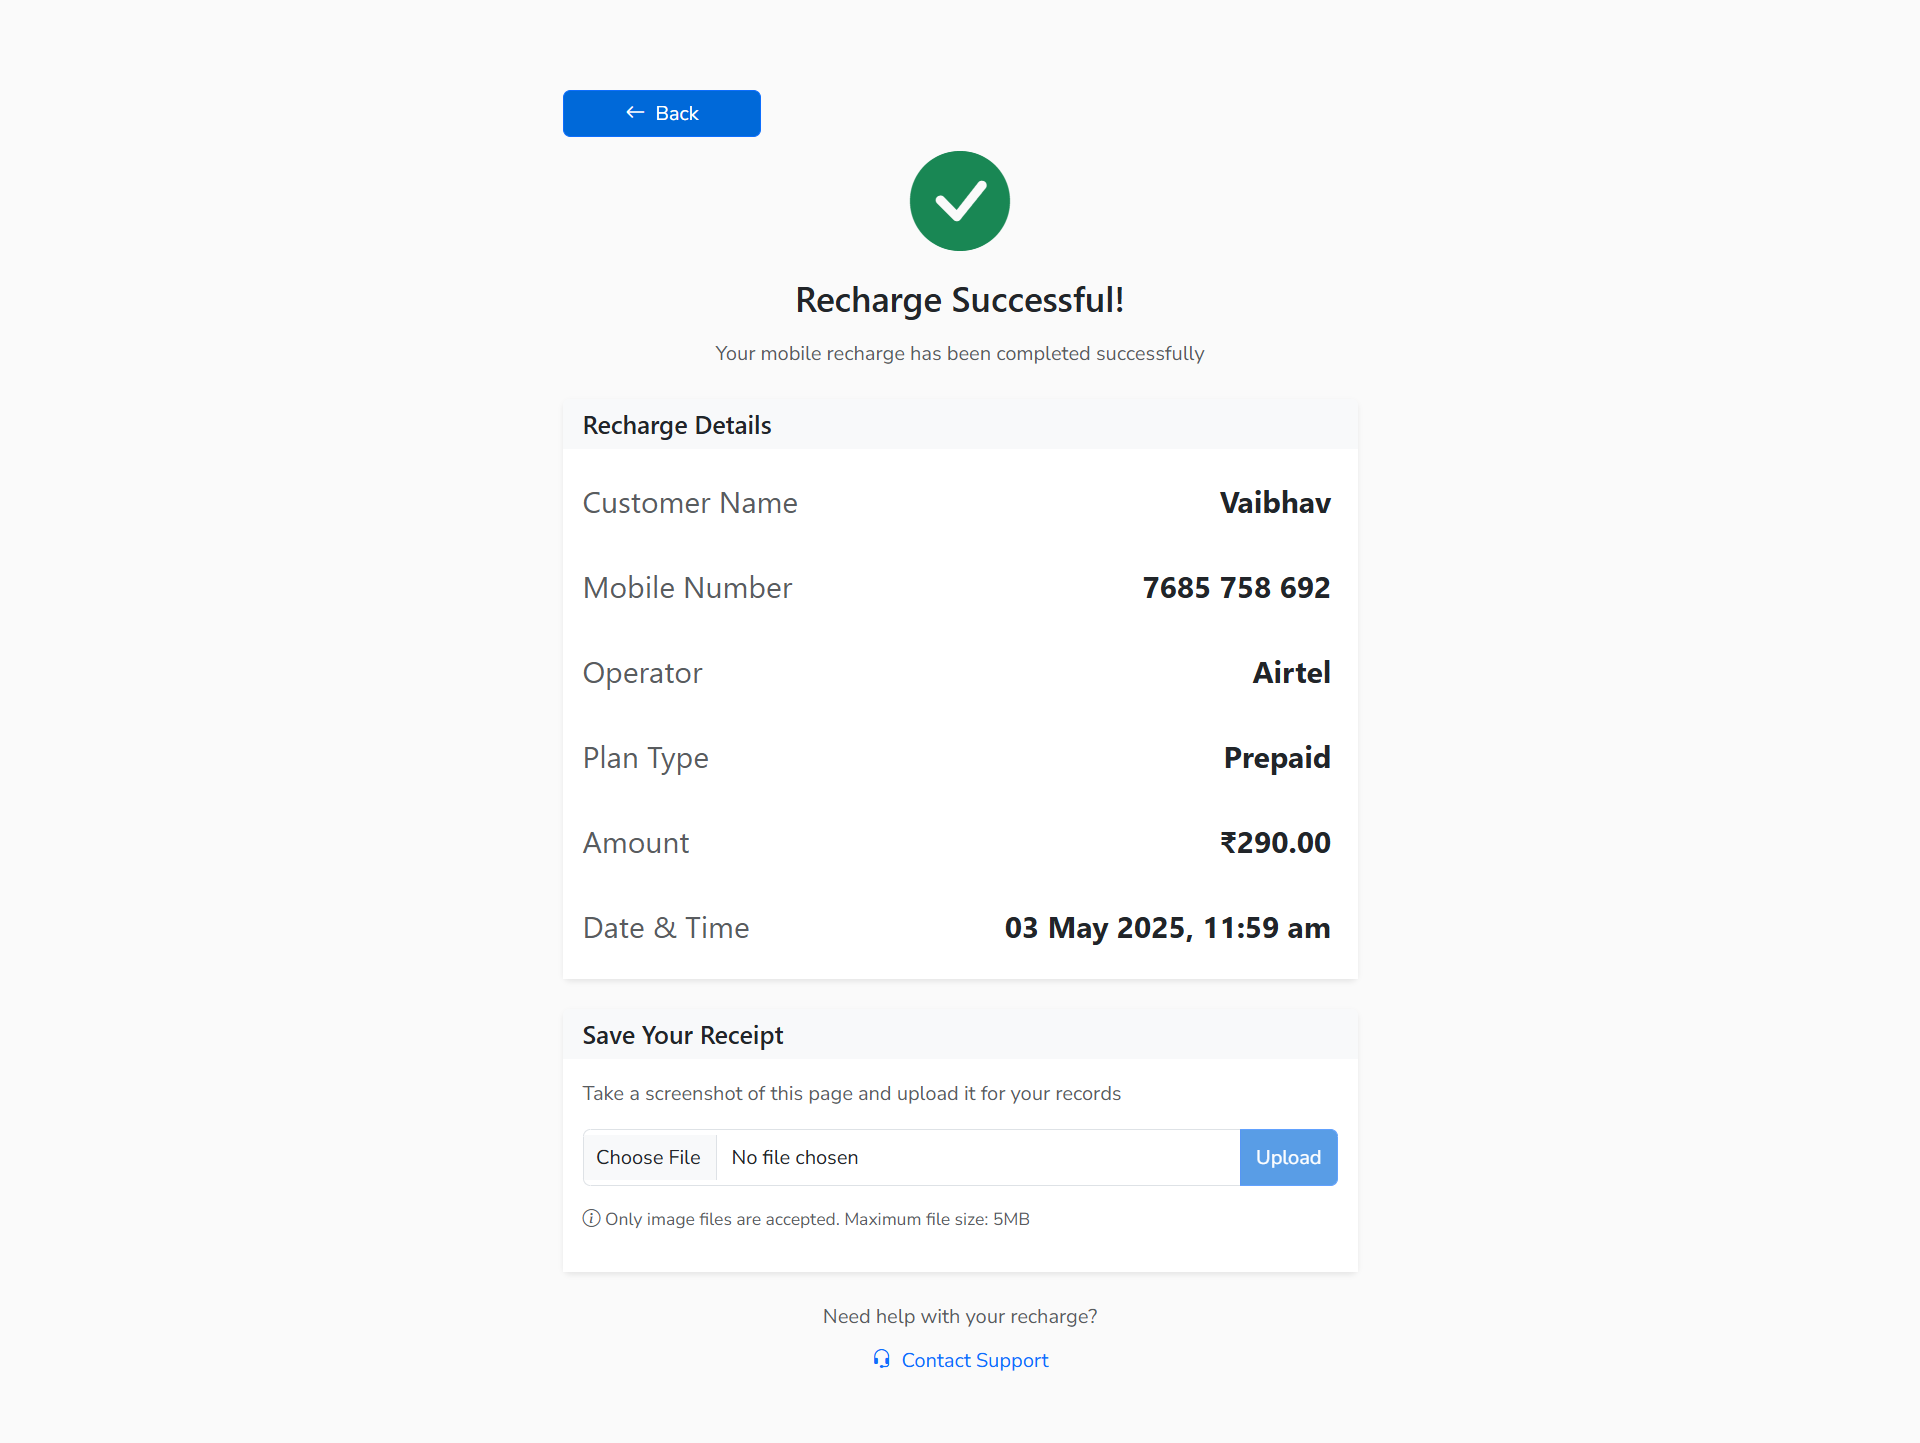 ← Back
Recharge Successful!
Your mobile recharge has been completed successfully
Recharge Details
Customer Name Vaibhav
Mobile Number 7685 758 692
Operator Airtel
Plan Type Prepaid
Amount ₹290.00
Date & Time 03 May 2025, 11:59 am
Save Your Receipt
Take a screenshot of this page and upload it for your records
Choose File No file chosen Upload
Only image files are accepted. Maximum file size: 5MB
Need help with your recharge?
Contact Support